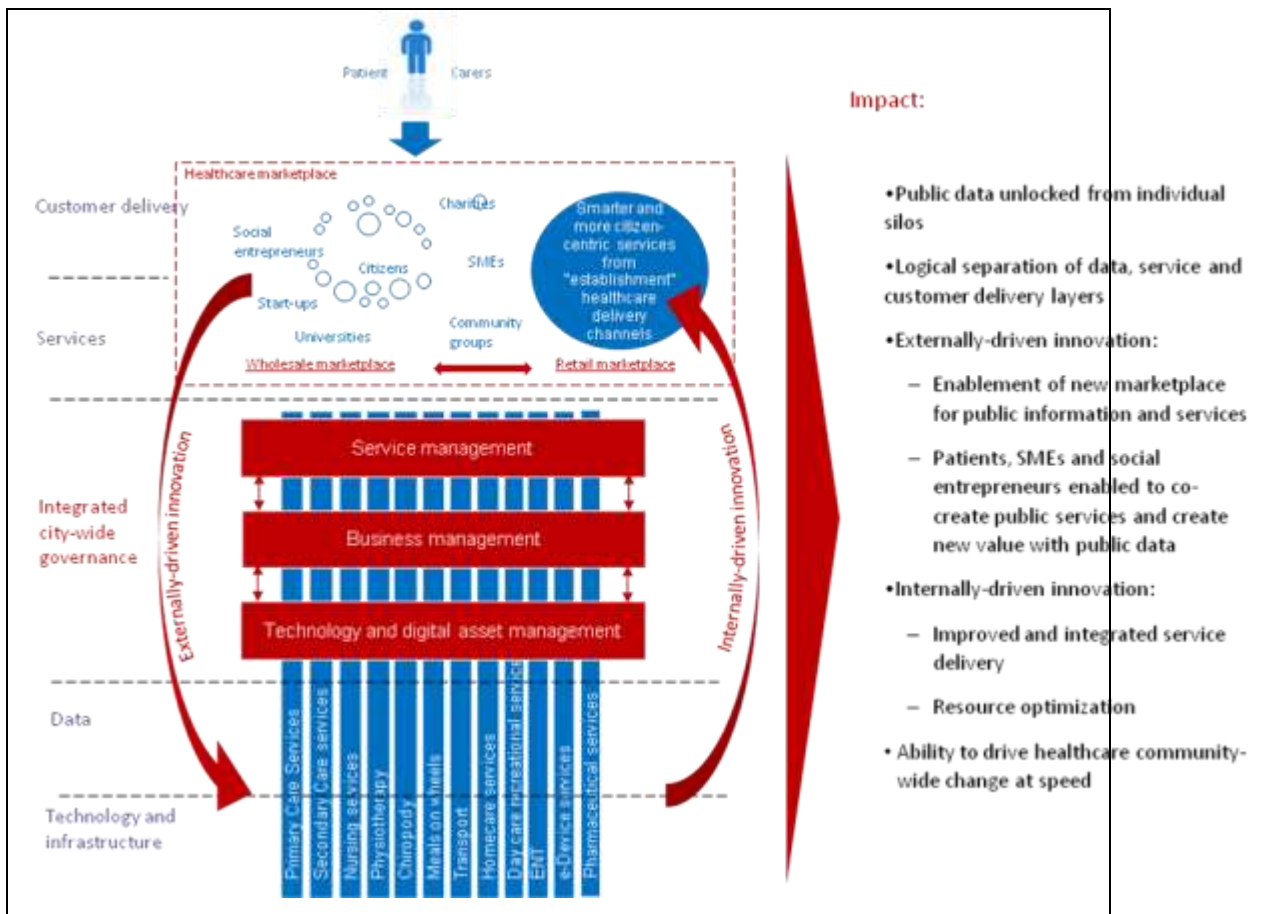 Patient
Carers
Impact:
Healthcare marketplace
Customer delivery
Services
Integrated
city-wide
governance
Data
Technology and
infrastructure
Charities
Social
entrepreneurs
Citizens
SMEs
Start-ups
Universities
Community
groups
Wholesale marketplace
Retail marketplace
Smarter and
more citizen-
centric services
from
"establishment"
healthcare
delivery
channels
Externally-driven innovation
Internally-driven innovation
Service management
Business management
Technology and digital asset management
Primary Care Services
Secondary Care services
Nursing services
Physiotherapy
Chiropody
Meals on wheels
Transport
Homecare services
Day care recreational service
ENT
e-Device services
Pharmaceutical services
•Public data unlocked from individual
silos
•Logical separation of data, service and
customer delivery layers
•Externally-driven innovation:
– Enablement of new marketplace
for public information and services
– Patients, SMEs and social
entrepreneurs enabled to co-
create public services and create
new value with public data
•Internally-driven innovation:
– Improved and integrated service
delivery
– Resource optimization
• Ability to drive healthcare community-
wide change at speed